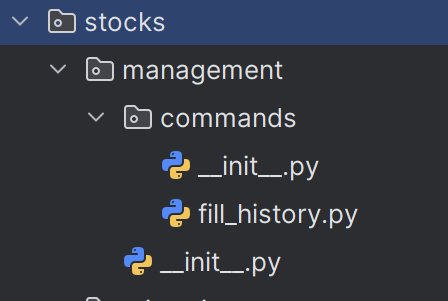 stocks
management
commands
__init__.py
fill_history.py
__init__.py